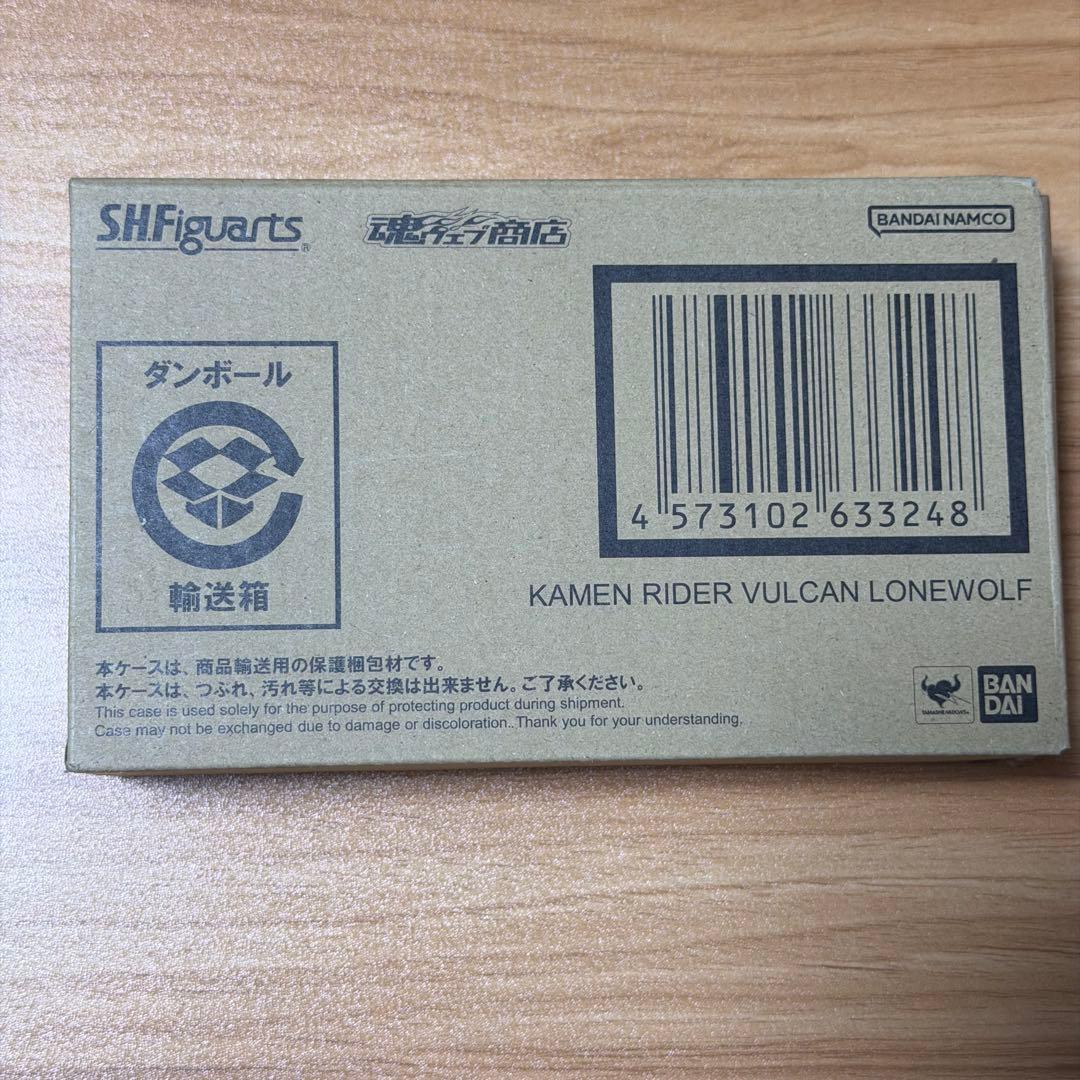 S.H.Figuarts®
魂ウェブ商店
BANDAI NAMCO
ダンボール
輸送箱
4 573102 633248
KAMEN RIDER VULCAN LONEWOLF
本ケースは、商品輸送用の保護梱包材です。
本ケースは、つぶれ、汚れ等による交換は出来ません。ご了承ください。
This case is used solely for the purpose of protecting product during shipment.
Case may not be exchanged due to damage or discoloration..Thank you for your understanding.
TAMASHII NATIONS
BAN
DAI